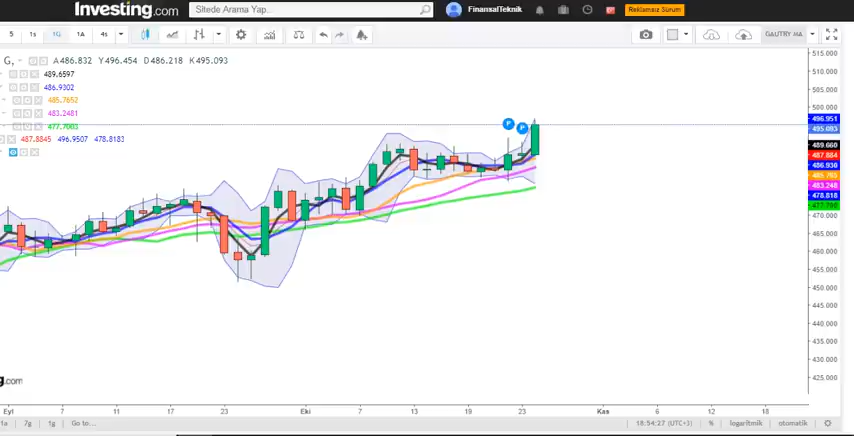 Investing.com
Sitede Arama Yap...
FinansalTeknik
Reklamsız Sürüm
5 1s 1G 1A 4s
GAUTRY MA
G, A486.832 Y496.454 D486.218 K495.093
489.6597
486.9302
485.7652
483.2481
477.7003
487.8845 496.9507 478.8183
P P
515.000
510.000
505.000
500.000
496.951
495.093
489.660
487.884
486.930
485.765
483.248
478.818
477.700
470.000
465.000
460.000
455.000
450.000
445.000
440.000
435.000
430.000
425.000
g.com
Eyl 7 11 17 23 Eki 7 13 19 23 Kas 6 12 18
1a 7g 1g Go to... 18:54:27 (UTC+3) % logaritmik otomatik